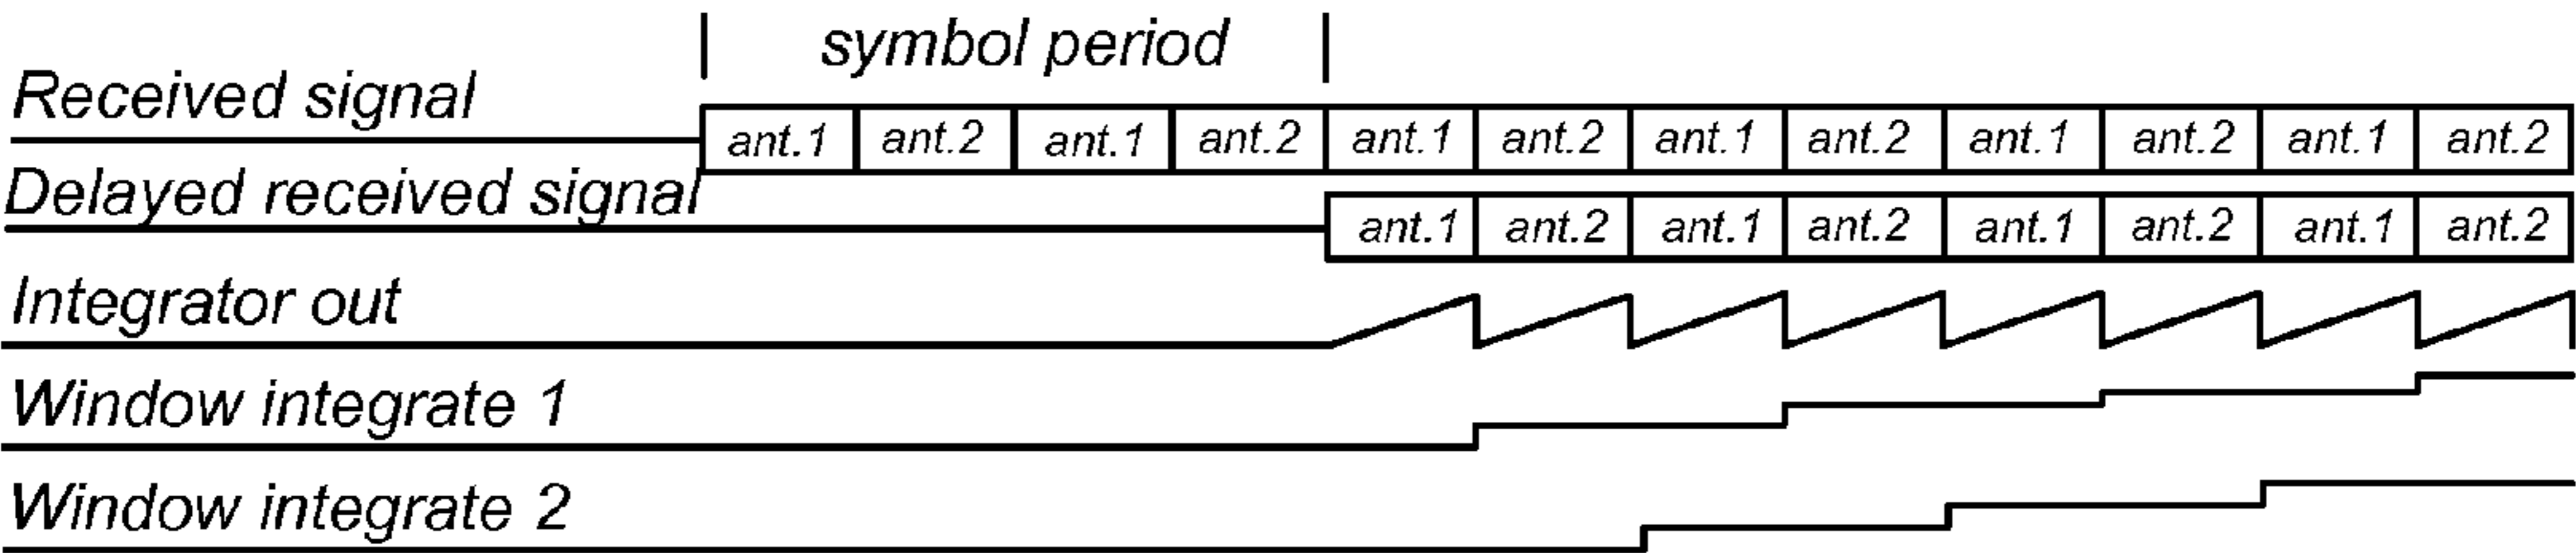 symbol period
Received signal
ant.1 ant.2 ant.1 ant.2 ant.1 ant.2 ant.1 ant.2 ant.1 ant.2 ant.1 ant.2
Delayed received signal
ant.1 ant.2 ant.1 ant.2 ant.1 ant.2 ant.1 ant.2
Integrator out
Window integrate 1
Window integrate 2